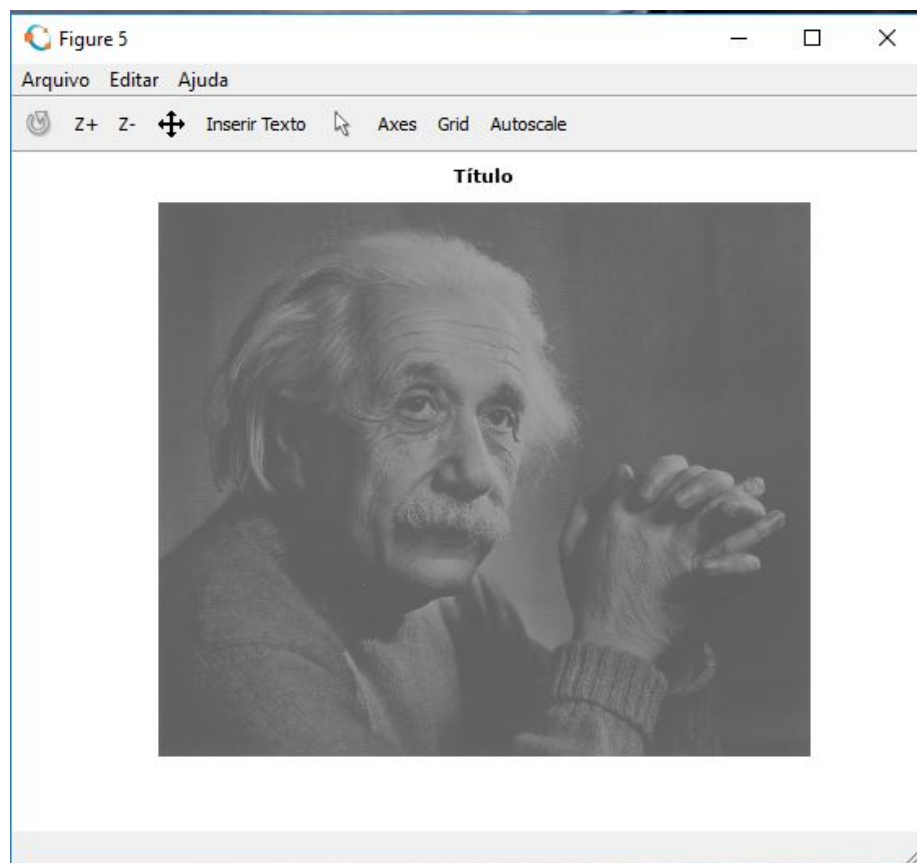 Figure 5
Arquivo Editar Ajuda
Z+ Z- Inserir Texto Axes Grid Autoscale
Título